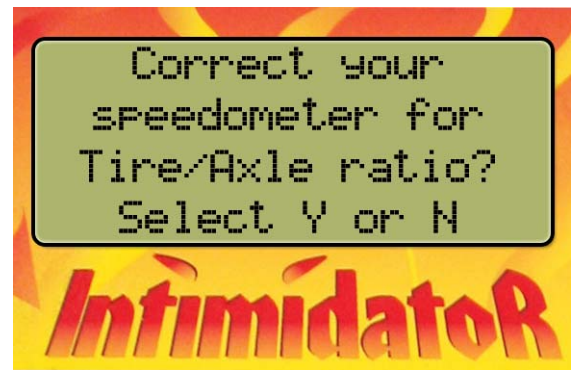 Correct your
speedometer for
Tire/Axle ratio?
Select Y or N
IntimidatoR